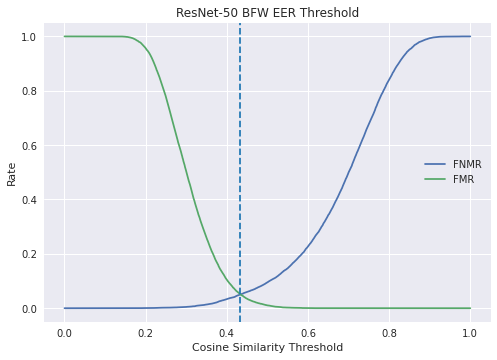 ResNet-50 BFW EER Threshold
1.0
0.8
0.6
0.4
0.2
0.0
Rate
FNMR
FMR
0.0 0.2 0.4 0.6 0.8 1.0
Cosine Similarity Threshold